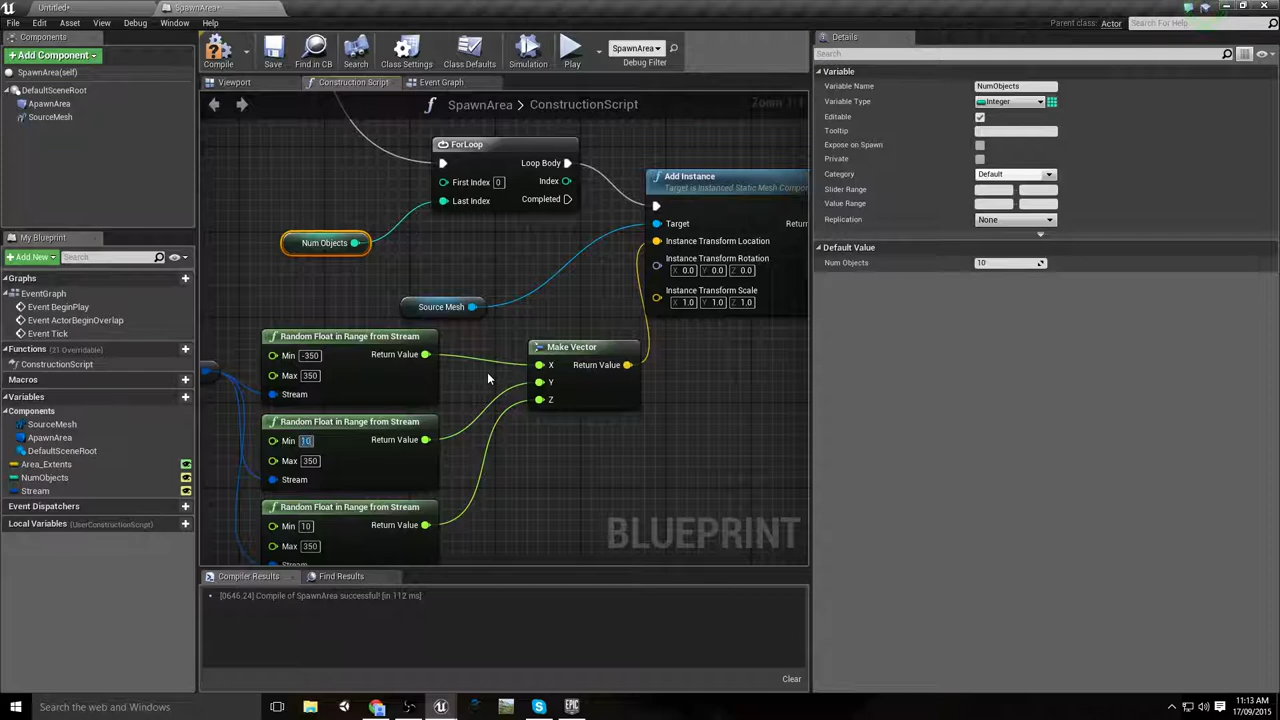 Untitled*
SpawnArea*
File Edit Asset View Debug Window Help
Parent class: Actor
Search For Help
Components
Details
+ Add Component
Search
SpawnArea(self)
DefaultSceneRoot
ApawnArea
SourceMesh
Compile
Save
Find in CB
Search
Class Settings
Class Defaults
Simulation
Play
SpawnArea
Debug Filter
Viewport
Construction Script
Event Graph
SpawnArea > ConstructionScript
Zoom 1:1
ForLoop
Loop Body
First Index 0
Index
Last Index
Completed
Num Objects
Source Mesh
Add Instance
Target is Instanced Static Mesh Compo
Target
Retur
Instance Transform Location
Instance Transform Rotation
X 0.0 Y 0.0 Z 0.0
Instance Transform Scale
X 1.0 Y 1.0 Z 1.0
Random Float in Range from Stream
Min -350
Return Value
Max 350
Stream
Random Float in Range from Stream
Min 10
Return Value
Max 350
Stream
Random Float in Range from Stream
Min 10
Return Value
Max 350
Stream
Make Vector
X
Return Value
Y
Z
BLUEPRINT
My Blueprint
+ Add New
Search
Graphs
EventGraph
Event BeginPlay
Event ActorBeginOverlap
Event Tick
Functions (21 Overridable)
ConstructionScript
Macros
Variables
Components
SourceMesh
ApawnArea
DefaultSceneRoot
Area_Extents
NumObjects
Stream
Event Dispatchers
Local Variables (UserConstructionScript)
Compiler Results
Find Results
[0646.24] Compile of SpawnArea successful! [in 112 ms]
Clear
Variable
Variable Name NumObjects
Variable Type Integer
Editable
Tooltip
Expose on Spawn
Private
Category Default
Slider Range
Value Range
Replication None
Default Value
Num Objects 10
Search the web and Windows
11:13 AM
17/09/2015